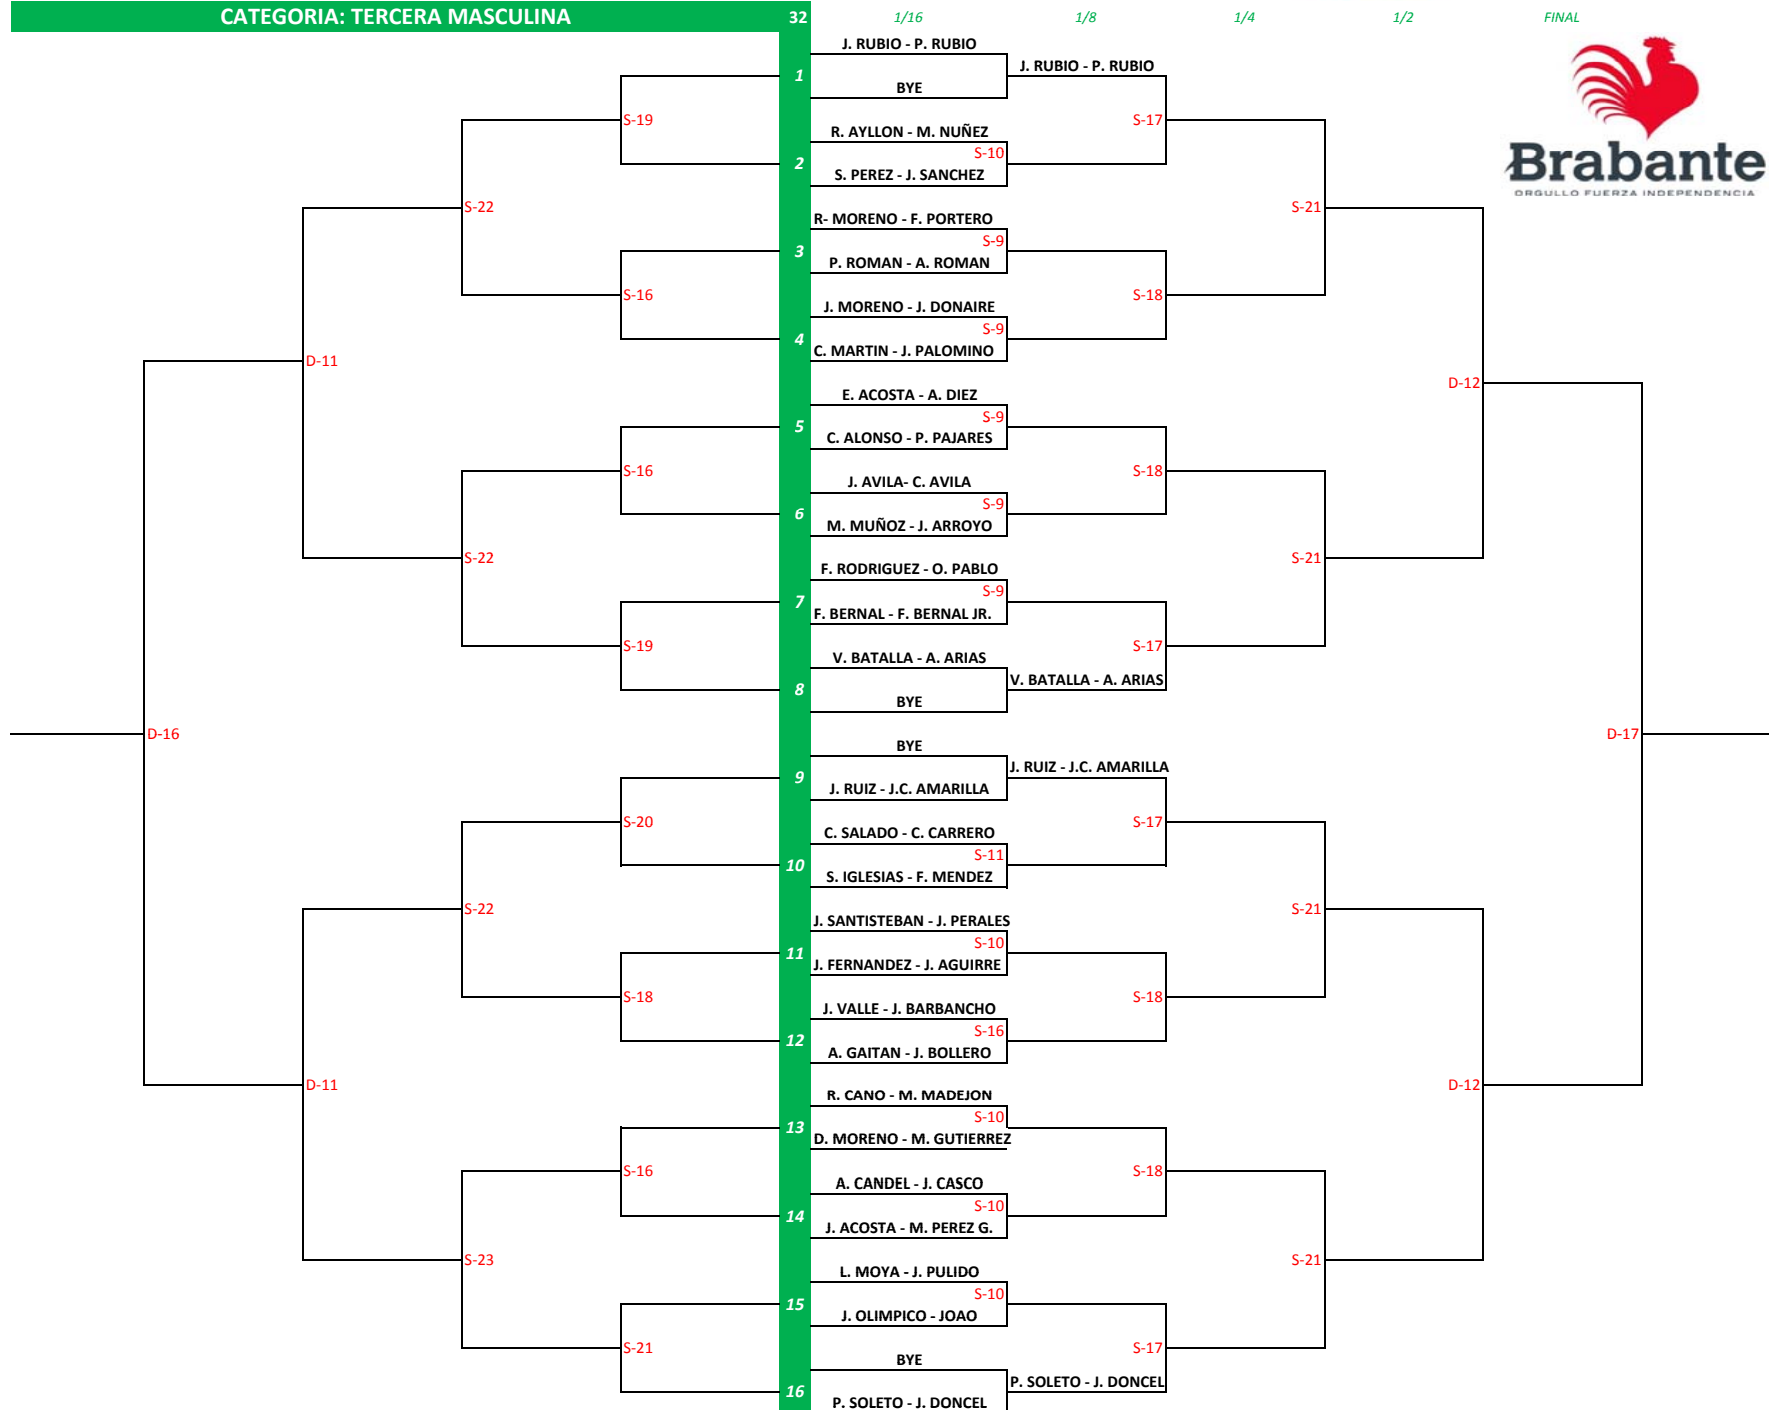 CATEGORIA: TERCERA MASCULINA 32 1/16 1/8 1/4 1/2 FINAL
J. RUBIO - P. RUBIO
1 J. RUBIO - P. RUBIO
BYE
S-19 S-17
R. AYLLON - M. NUÑEZ
S-10
2
S. PEREZ - J. SANCHEZ
Brabante
ORGULLO FUERZA INDEPENDENCIA
S-22 S-21
R- MORENO - F. PORTERO
S-9
3
P. ROMAN - A. ROMAN
S-16 S-18
J. MORENO - J. DONAIRE
S-9
4
C. MARTIN - J. PALOMINO
D-11 D-12
E. ACOSTA - A. DIEZ
S-9
5
C. ALONSO - P. PAJARES
S-16 S-18
J. AVILA- C. AVILA
S-9
6
M. MUÑOZ - J. ARROYO
S-22 S-21
F. RODRIGUEZ - O. PABLO
S-9
7
F. BERNAL - F. BERNAL JR.
S-19 S-17
V. BATALLA - A. ARIAS
8 V. BATALLA - A. ARIAS
BYE
D-16 D-17
BYE
9 J. RUIZ - J.C. AMARILLA
J. RUIZ - J.C. AMARILLA
S-20 S-17
C. SALADO - C. CARRERO
S-11
10
S. IGLESIAS - F. MENDEZ
S-22 S-21
J. SANTISTEBAN - J. PERALES
S-10
11
J. FERNANDEZ - J. AGUIRRE
S-18 S-18
J. VALLE - J. BARBANCHO
S-16
12
A. GAITAN - J. BOLLERO
D-11 D-12
R. CANO - M. MADEJON
S-10
13
D. MORENO - M. GUTIERREZ
S-16 S-18
A. CANDEL - J. CASCO
S-10
14
J. ACOSTA - M. PEREZ G.
S-23 S-21
L. MOYA - J. PULIDO
S-10
15
J. OLIMPICO - JOAO
S-21 S-17
BYE
16 P. SOLETO - J. DONCEL
P. SOLETO - J. DONCEL